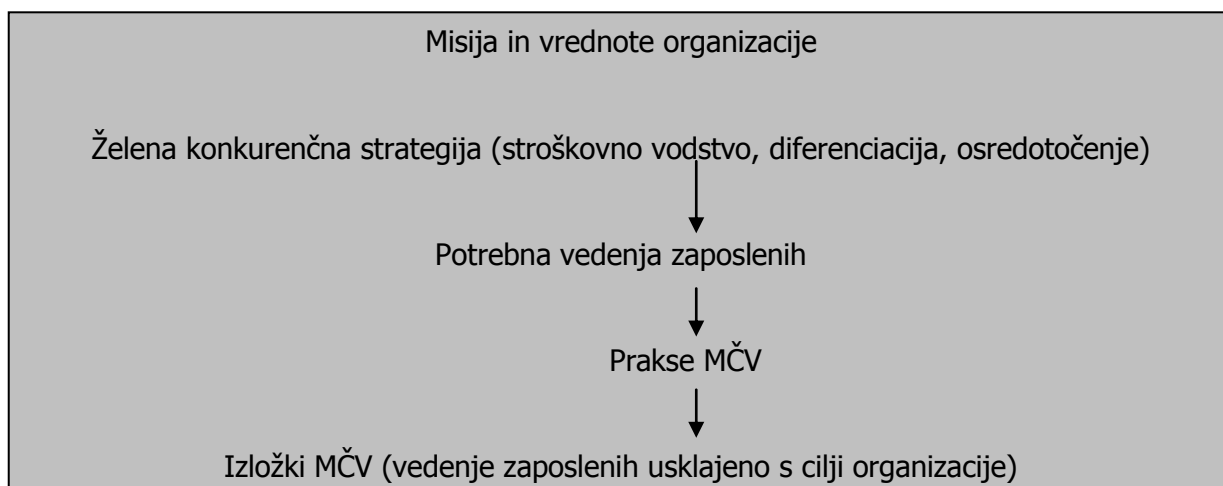 Misija in vrednote organizacije
Želena konkurenčna strategija (stroškovno vodstvo, diferenciacija, osredotočenje)
Potrebna vedenja zaposlenih
Prakse MČV
Izložki MČV (vedenje zaposlenih usklajeno s cilji organizacije)